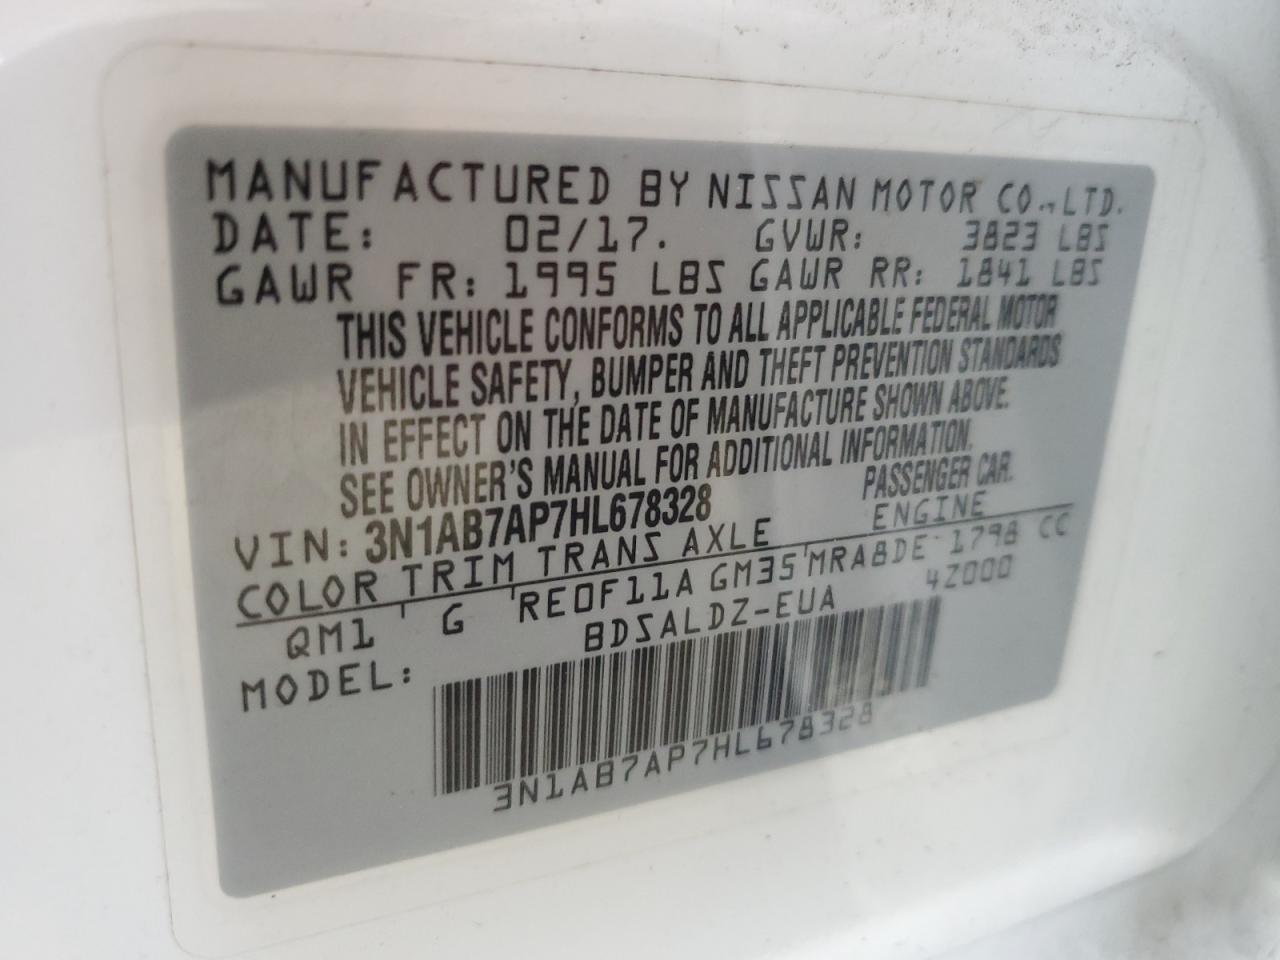 MANUFACTURED BY NISSAN MOTOR CO., LTD.
DATE: 02/17. GVWR: 3823 LBS
GAWR FR: 1995 LBS GAWR RR: 1841 LBS
THIS VEHICLE CONFORMS TO ALL APPLICABLE FEDERAL MOTOR
VEHICLE SAFETY, BUMPER AND THEFT PREVENTION STANDARDS
IN EFFECT ON THE DATE OF MANUFACTURE SHOWN ABOVE.
SEE OWNER'S MANUAL FOR ADDITIONAL INFORMATION.
VIN: 3N1AB7AP7HL678328 PASSENGER CAR.
COLOR TRIM TRANS AXLE ENGINE
QM1 G RE0F11A GM35 MRA8DE 1798 CC
MODEL: BDSALDZ-EUA 4Z000
3N1AB7AP7HL678328